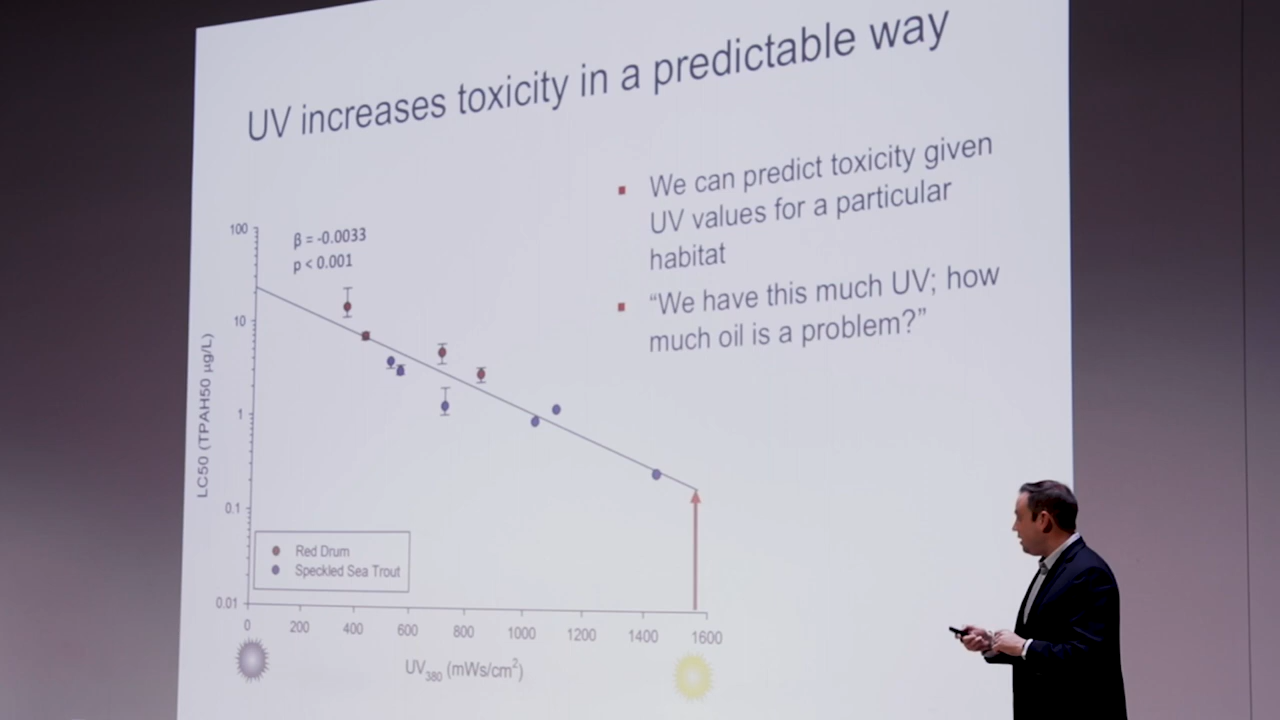 UV increases toxicity in a predictable way
We can predict toxicity given
UV values for a particular
habitat
“We have this much UV; how
much oil is a problem?”
β = -0.0033
p < 0.001
100
10
1
0.1
0.01
LC50 (TPAH50 µg/L)
Red Drum
Speckled Sea Trout
0 200 400 600 800 1000 1200 1400 1600
UV380 (mWs/cm²)